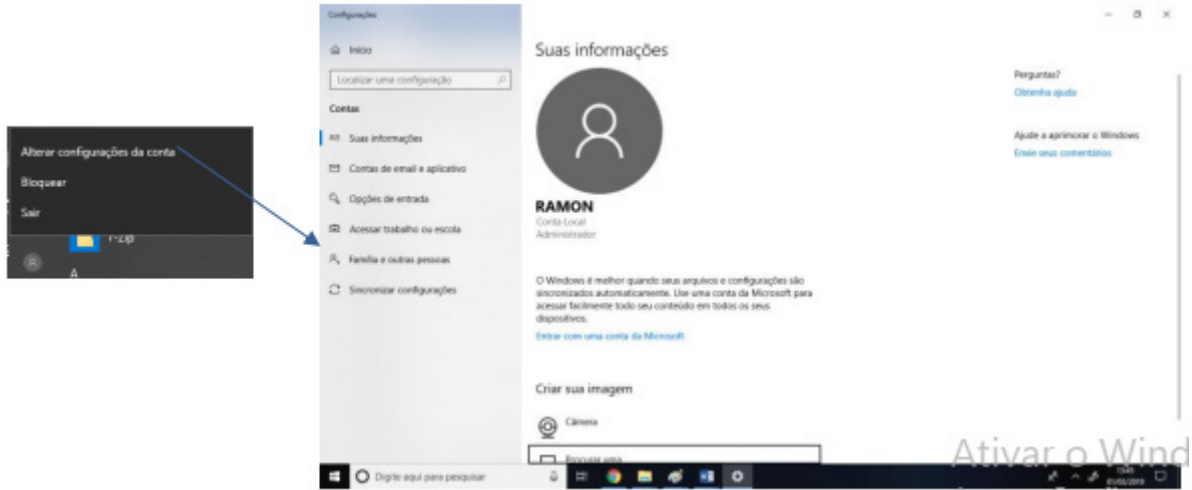 Alterar configurações da conta
Bloquear
Sair
7-Zip
A
Configurações
Início
Localizar uma configuração
Contas
Suas informações
Contas de email e aplicativo
Opções de entrada
Acessar trabalho ou escola
Família e outras pessoas
Sincronizar configurações
Suas informações
RAMON
Conta Local
Administrador
O Windows é melhor quando seus arquivos e configurações são
sincronizados automaticamente. Use uma conta da Microsoft para
acessar facilmente todo seu conteúdo em todos os seus
dispositivos.
Entrar com uma conta da Microsoft
Criar sua imagem
Câmera
Procurar uma
Perguntas?
Obtenha ajuda
Ajude a aprimorar o Windows
Envie seus comentários
Ativar o Wind
Digite aqui para pesquisar